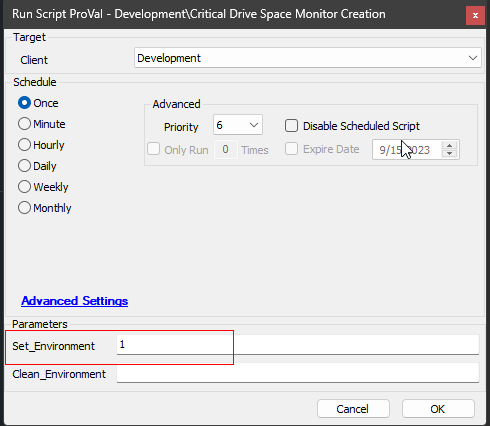 Run Script ProVal - Development\Critical Drive Space Monitor Creation
x
Target
Client Development
Schedule
Once
Minute
Hourly
Daily
Weekly
Monthly
Advanced
Priority 6 Disable Scheduled Script
Only Run 0 Times Expire Date 9/15/2023
Advanced Settings
Parameters
Set_Environment 1
Clean_Environment
Cancel OK